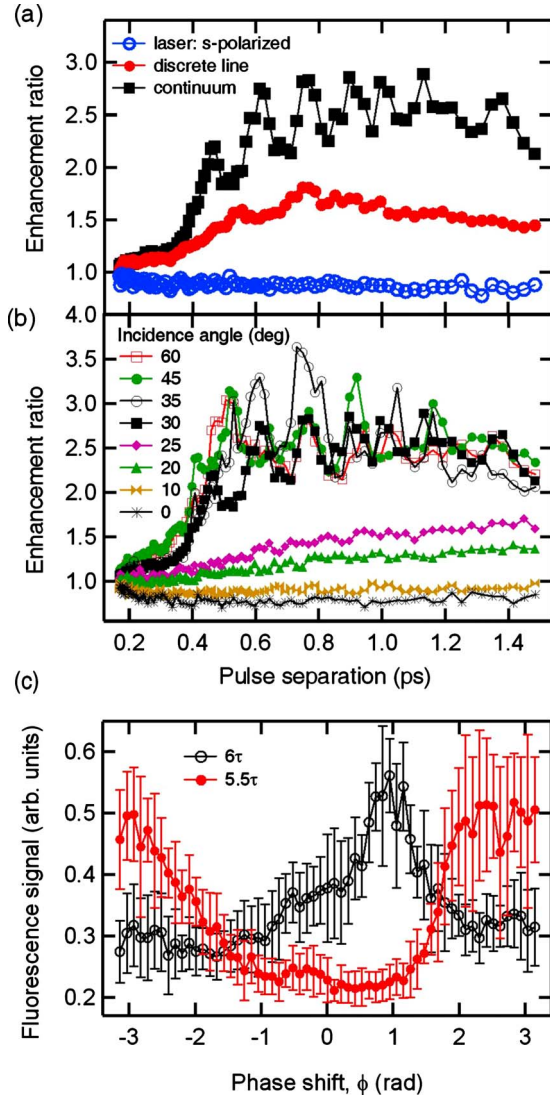 (a)
laser: s-polarized
discrete line
continuum
Enhancement ratio
3.0
2.5
2.0
1.5
1.0
(b)
4.0
3.5
3.0
2.5
2.0
1.5
1.0
Enhancement ratio
Incidence angle (deg)
60
45
35
30
25
20
10
0
0.2 0.4 0.6 0.8 1.0 1.2 1.4
Pulse separation (ps)
(c)
6τ
5.5τ
Fluorescence signal (arb. units)
0.6
0.5
0.4
0.3
0.2
-3 -2 -1 0 1 2 3
Phase shift, ϕ (rad)